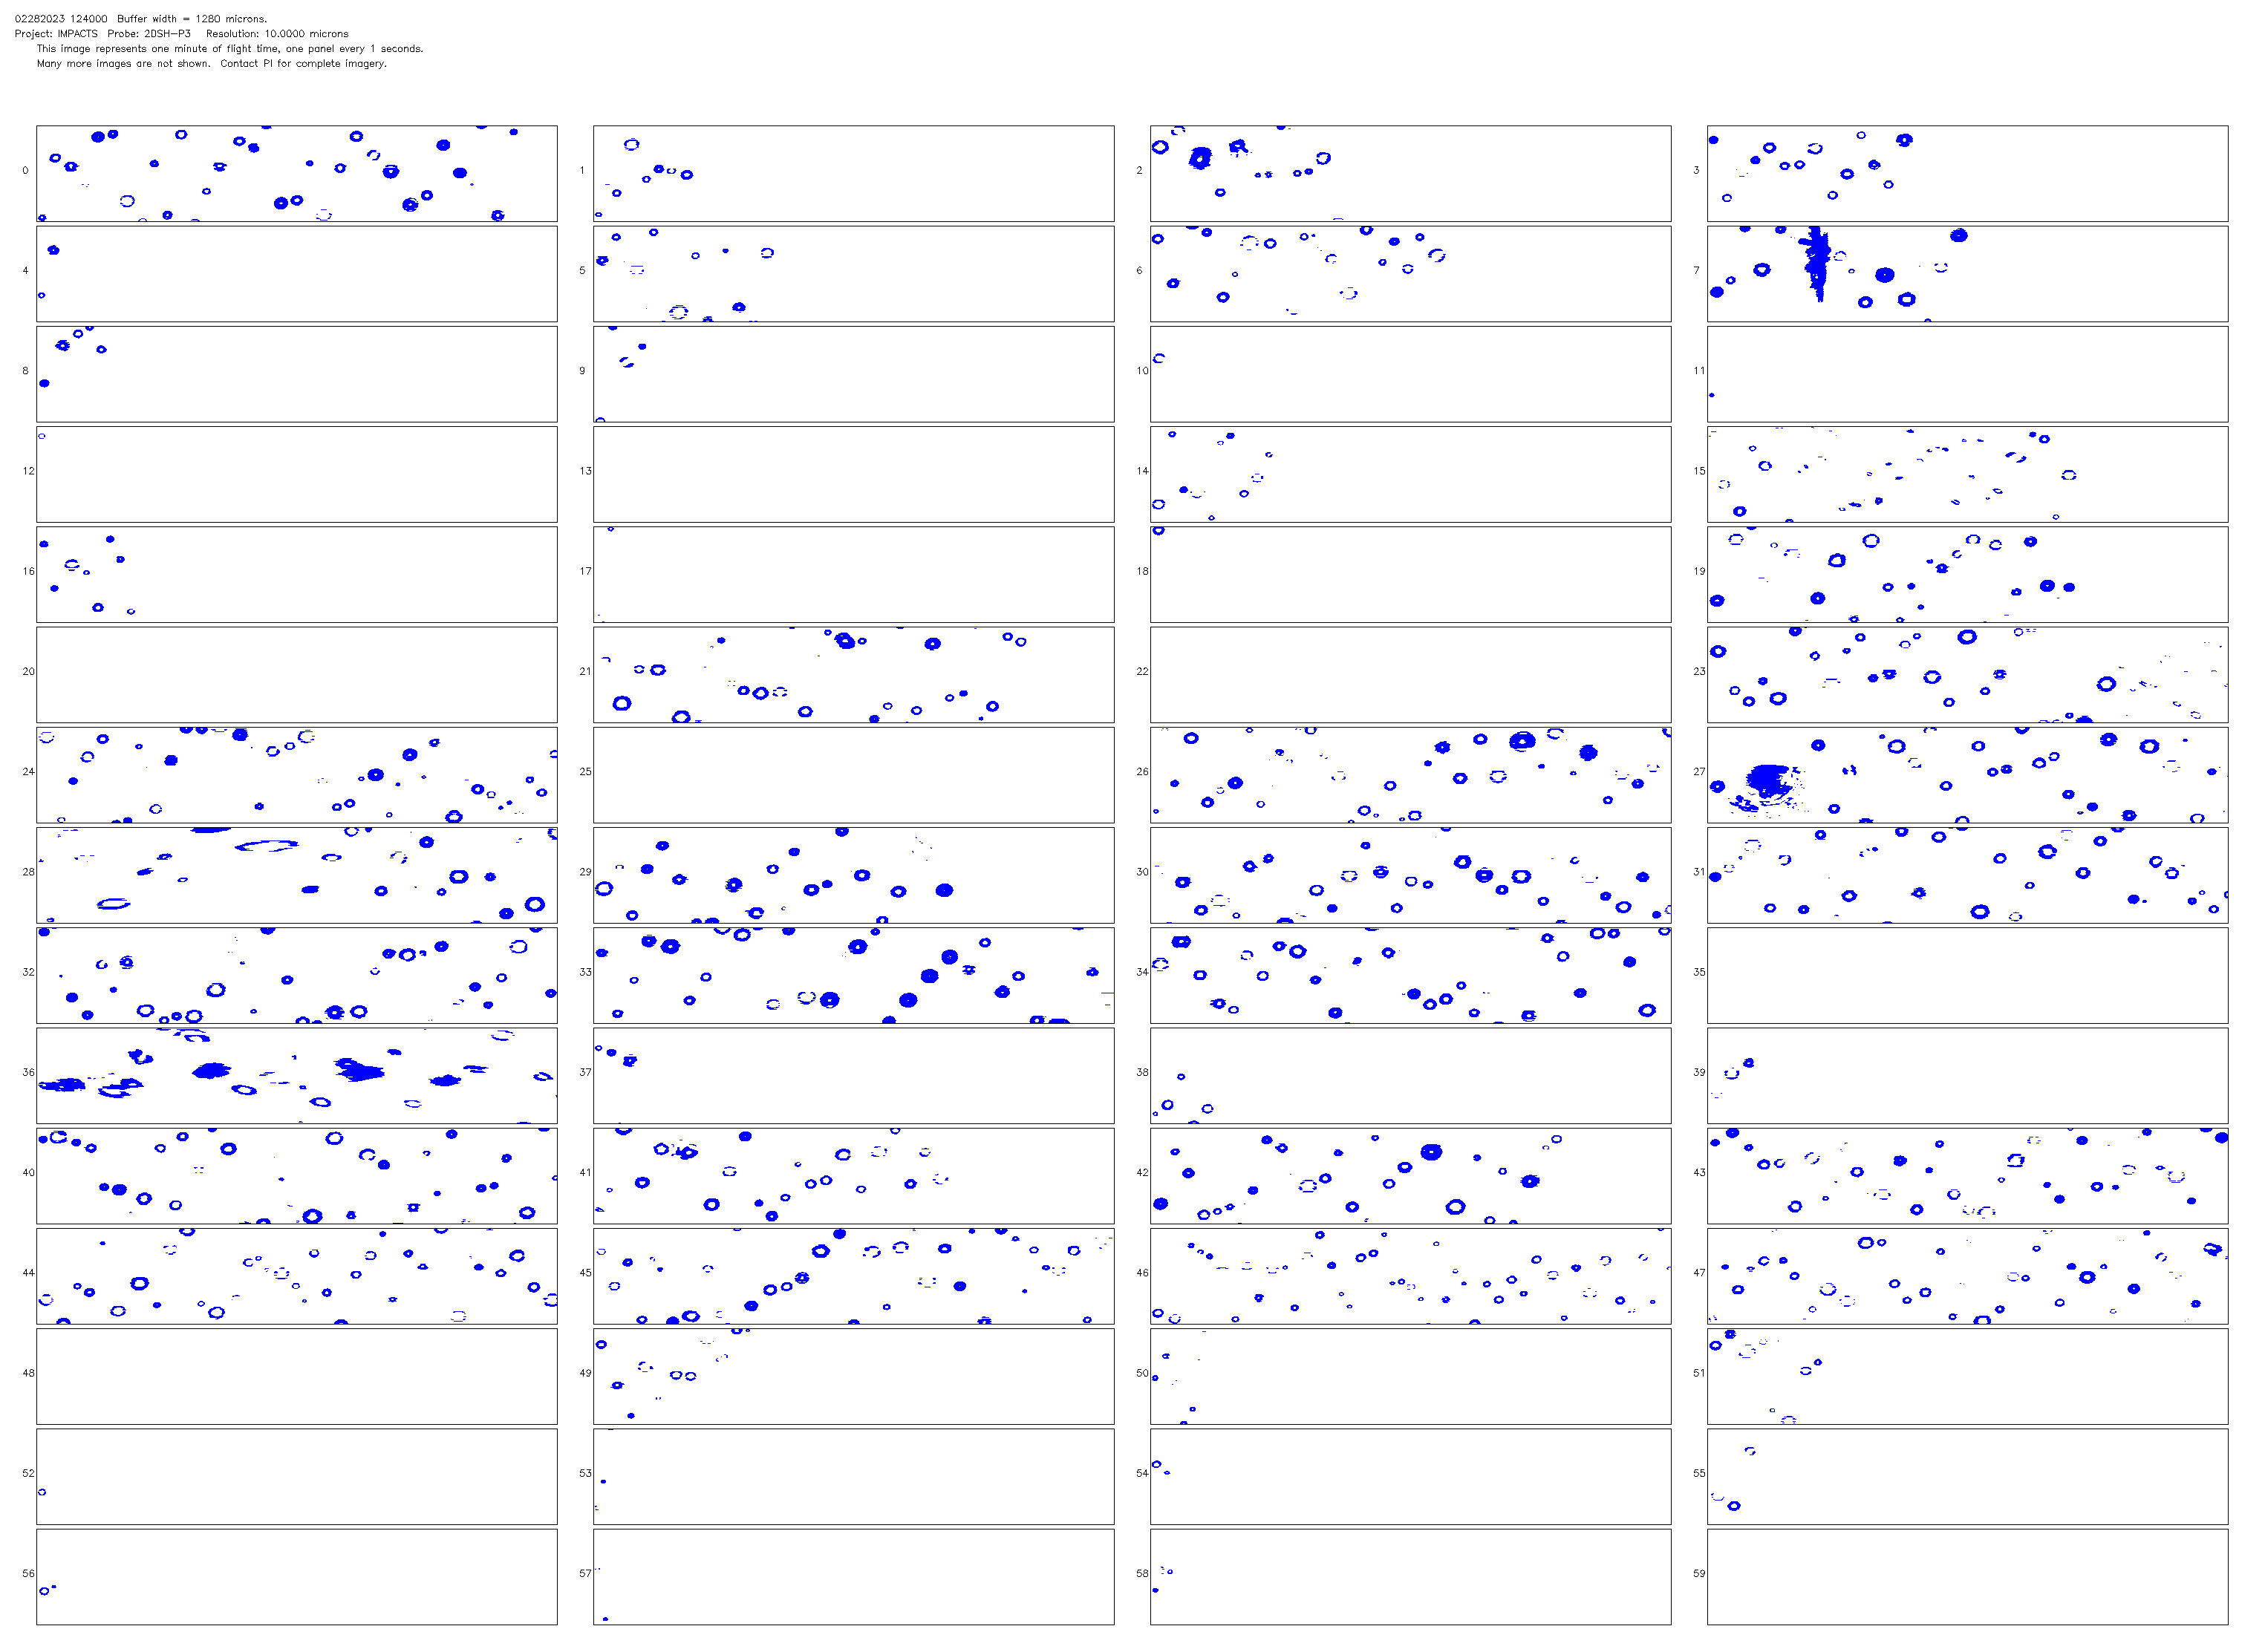 02282023 124000  Buffer width = 1280 microns.
Project: IMPACTS  Probe: 2DSH-P3    Resolution: 10.0000 microns
This image represents one minute of flight time, one panel every 1 seconds.
Many more images are not shown.  Contact PI for complete imagery.
0 1 2 3
4 5 6 7
8 9 10 11
12 13 14 15
16 17 18 19
20 21 22 23
24 25 26 27
28 29 30 31
32 33 34 35
36 37 38 39
40 41 42 43
44 45 46 47
48 49 50 51
52 53 54 55
56 57 58 59